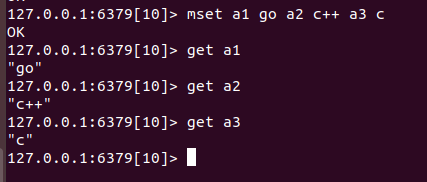 127.0.0.1:6379[10]> mset a1 go a2 c++ a3 c
OK
127.0.0.1:6379[10]> get a1
"go"
127.0.0.1:6379[10]> get a2
"c++"
127.0.0.1:6379[10]> get a3
"c"
127.0.0.1:6379[10]>